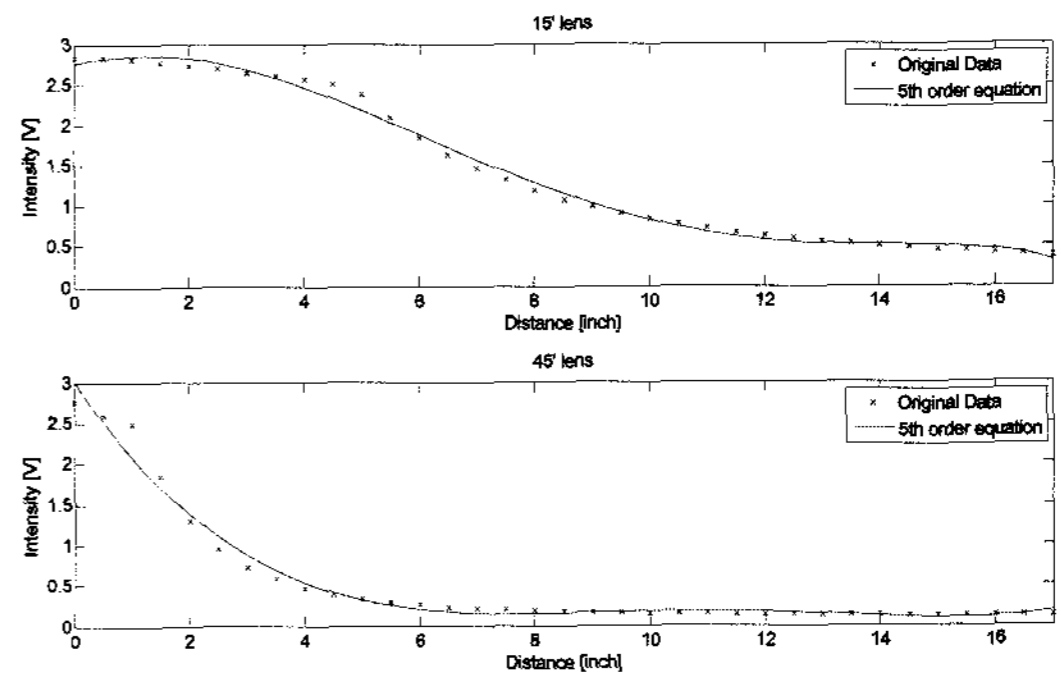 15' lens
3
2.5
2
1.5
1
0.5
0
Intensity [V]
× Original Data
5th order equation
0 2 4 6 8 10 12 14 16
Distance [inch]
45' lens
3
2.5
2
1.5
1
0.5
0
Intensity [V]
× Original Data
5th order equation
0 2 4 6 8 10 12 14 16
Distance [inch]